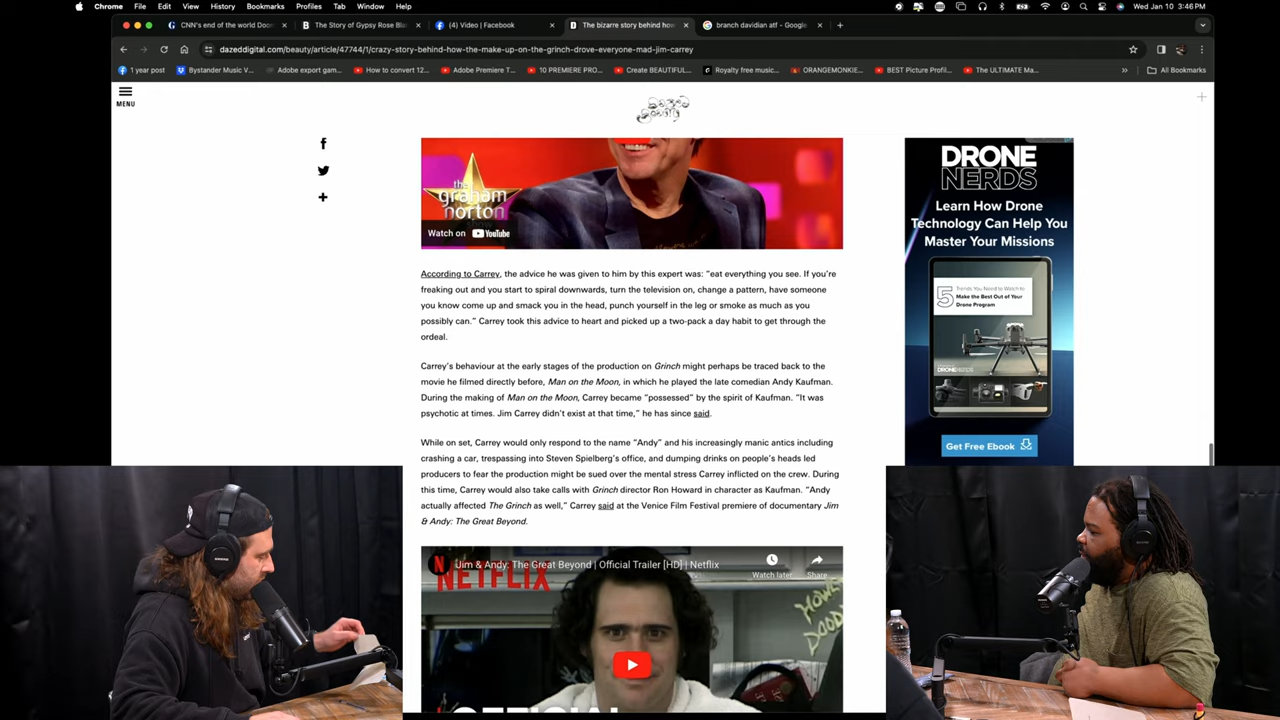 Chrome File Edit View History Bookmarks Profiles Tab Window Help
Wed Jan 10 3:46 PM
CNN's end of the world Doom
The Story of Gypsy Rose Bla
(4) Video | Facebook
The bizarre story behind how
branch davidian atf - Google
dazeddigital.com/beauty/article/47744/1/crazy-story-behind-how-the-make-up-on-the-grinch-drove-everyone-mad-jim-carrey
1 year post
Bystander Music V...
Adobe export gam...
How to convert 12...
Adobe Premiere T...
10 PREMIERE PRO...
Create BEAUTIFUL...
Royalty free music...
ORANGEMONKIE...
BEST Picture Profil...
The ULTIMATE Ma...
All Bookmarks
MENU
the
graham
norton
Watch on YouTube
According to Carrey, the advice he was given to him by this expert was: “eat everything you see. If you’re
freaking out and you start to spiral downwards, turn the television on, change a pattern, have someone
you know come up and smack you in the head, punch yourself in the leg or smoke as much as you
possibly can.” Carrey took this advice to heart and picked up a two-pack a day habit to get through the
ordeal.
Carrey’s behaviour at the early stages of the production on Grinch might perhaps be traced back to the
movie he filmed directly before, Man on the Moon, in which he played the late comedian Andy Kaufman.
During the making of Man on the Moon, Carrey became “possessed” by the spirit of Kaufman. “It was
psychotic at times. Jim Carrey didn’t exist at that time,” he has since said.
While on set, Carrey would only respond to the name “Andy” and his increasingly manic antics including
crashing a car, trespassing into Steven Spielberg’s office, and dumping drinks on people’s heads led
producers to fear the production might be sued over the mental stress Carrey inflicted on the crew. During
this time, Carrey would also take calls with Grinch director Ron Howard in character as Kaufman. “Andy
actually affected The Grinch as well,” Carrey said at the Venice Film Festival premiere of documentary Jim
& Andy: The Great Beyond.
Jim & Andy: The Great Beyond | Official Trailer [HD] | Netflix
NETFLIX
Watch later
Share
HOWDY
DOODY
OFFICIAL
DRONE
NERDS
Learn How Drone
Technology Can Help You
Master Your Missions
5 Trends You Need to Watch to
Make the Best Out of Your
Drone Program
Get Free Ebook